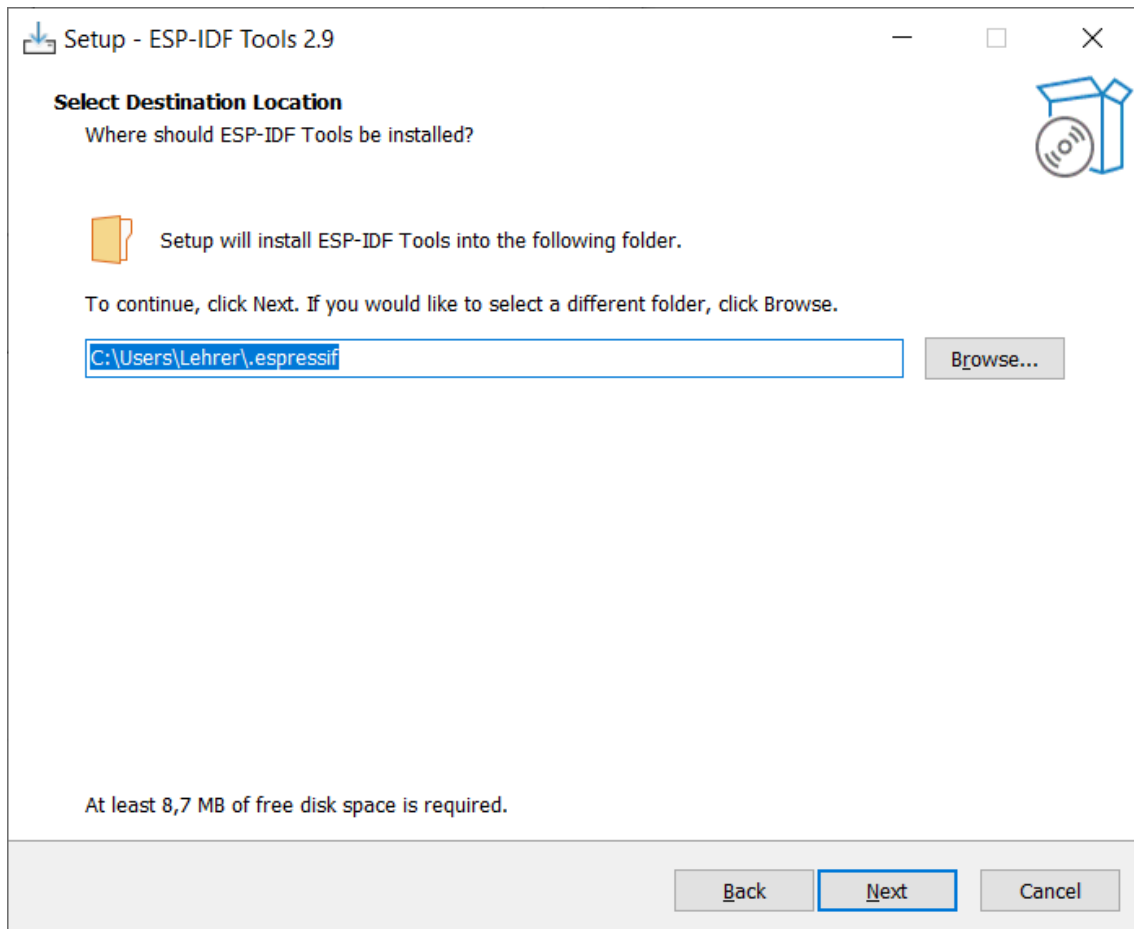 Setup - ESP-IDF Tools 2.9
Select Destination Location
Where should ESP-IDF Tools be installed?
Setup will install ESP-IDF Tools into the following folder.
To continue, click Next. If you would like to select a different folder, click Browse.
C:\Users\Lehrer\.espressif
Browse...
At least 8,7 MB of free disk space is required.
Back
Next
Cancel